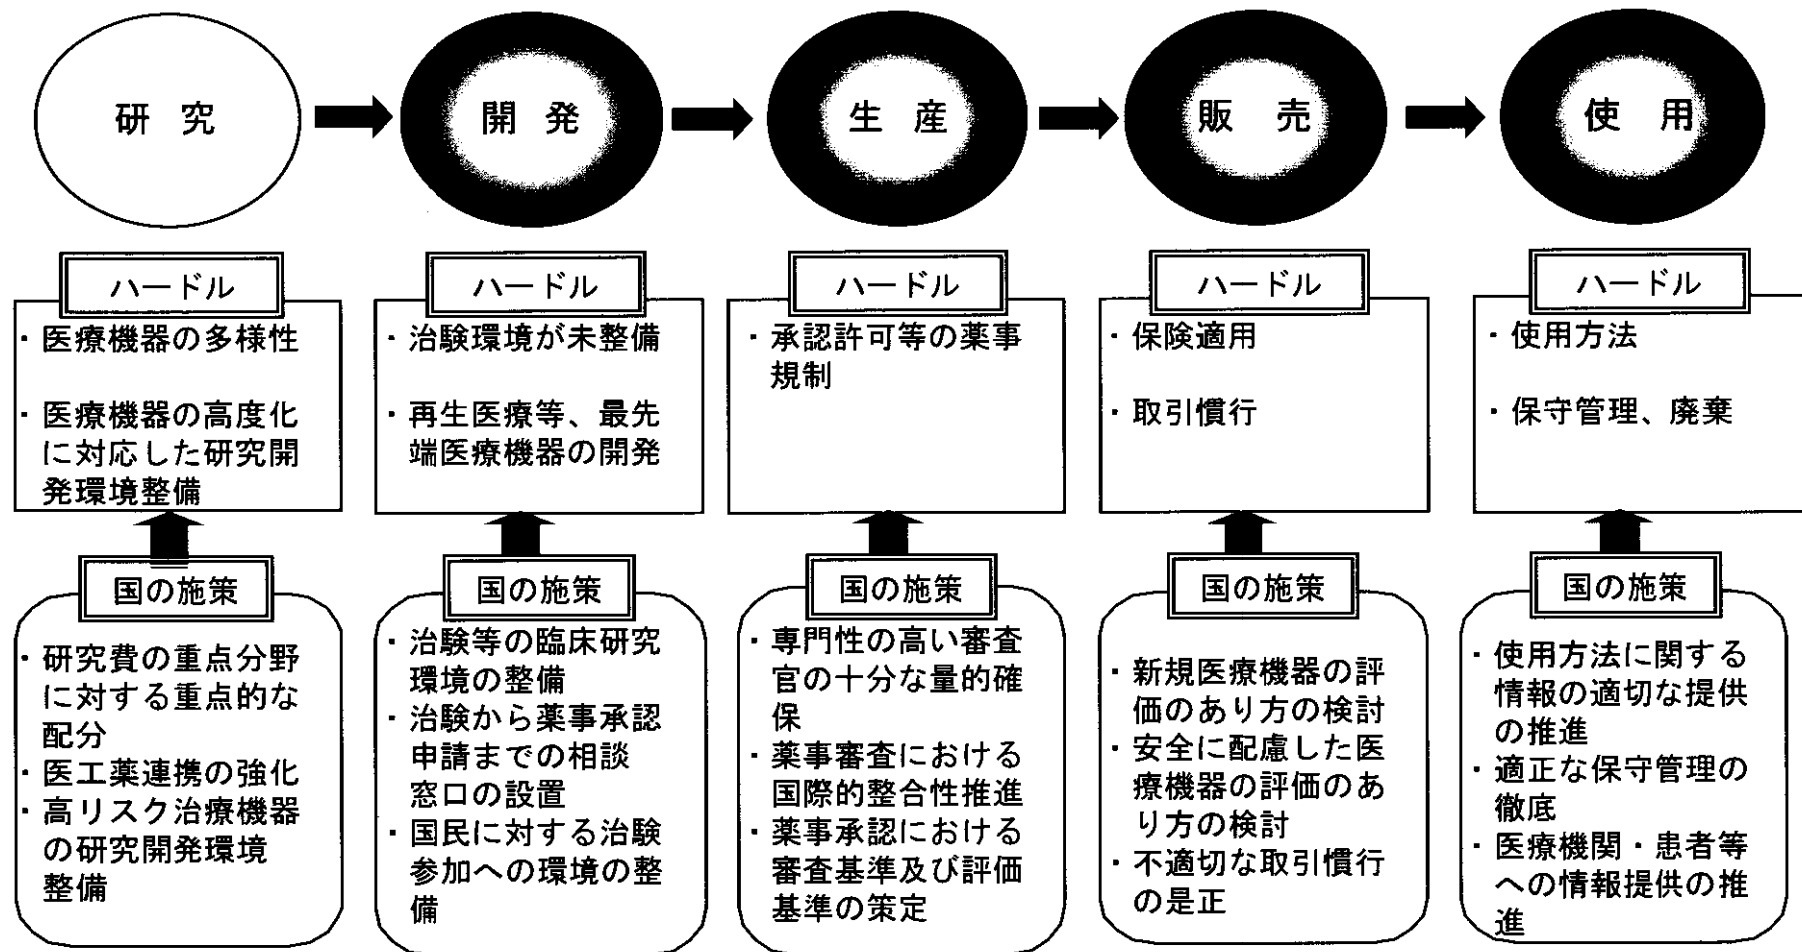 研 究
開 発
生 産
販 売
使 用
ハードル
・医療機器の多様性
・医療機器の高度化
に対応した研究開
発環境整備
ハードル
・治験環境が未整備
・再生医療等、最先
端医療機器の開発
ハードル
・承認許可等の薬事
規制
ハードル
・保険適用
・取引慣行
ハードル
・使用方法
・保守管理、廃棄
国の施策
・研究費の重点分野
に対する重点的な
配分
・医工薬連携の強化
・高リスク治療機器
の研究開発環境
整備
国の施策
・治験等の臨床研究
環境の整備
・治験から薬事承認
申請までの相談
窓口の設置
・国民に対する治験
参加への環境の整
備
国の施策
・専門性の高い審査
官の十分な量的確
保
・薬事審査における
国際的整合性推進
・薬事承認における
審査基準及び評価
基準の策定
国の施策
・新規医療機器の評
価のあり方の検討
・安全に配慮した医
療機器の評価のあ
り方の検討
・不適切な取引慣行
の是正
国の施策
・使用方法に関する
情報の適切な提供
の推進
・適正な保守管理の
徹底
・医療機関・患者等
への情報提供の推
進